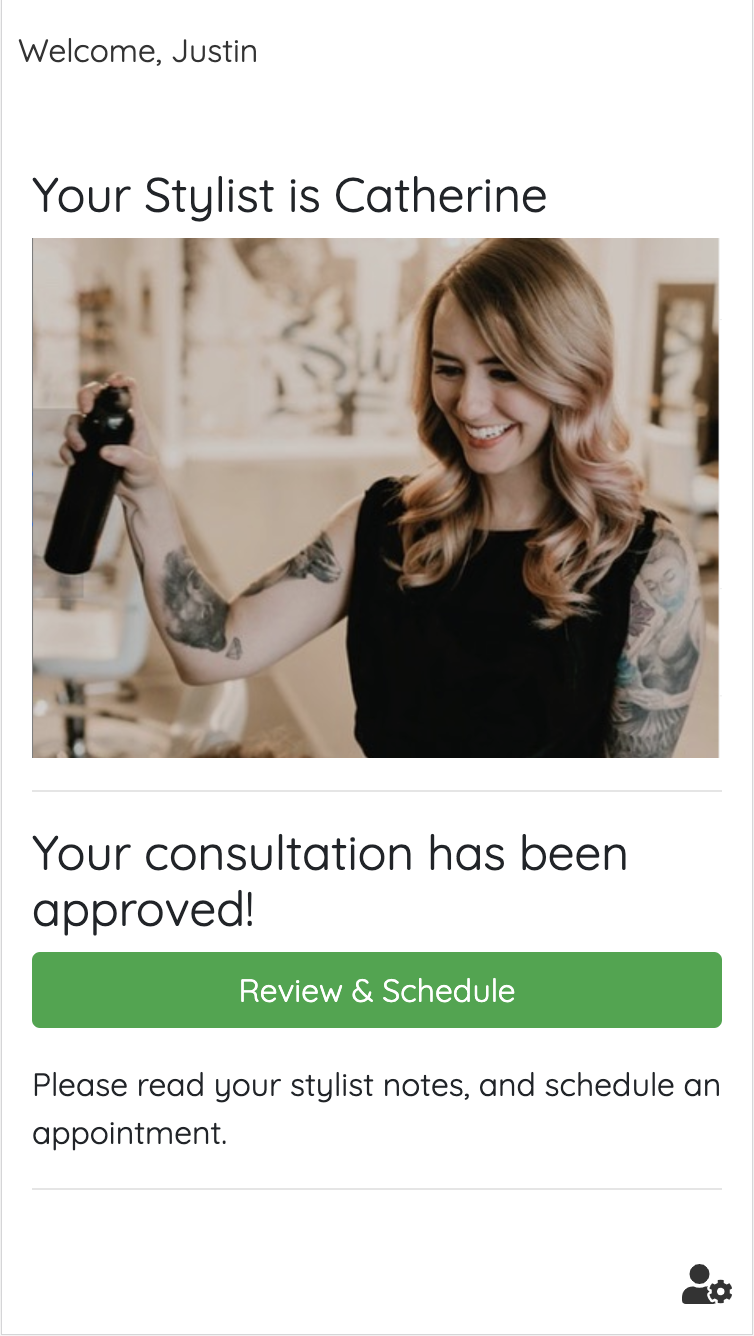 Welcome, Justin
Your Stylist is Catherine
Your consultation has been
approved!
Review & Schedule
Please read your stylist notes, and schedule an
appointment.